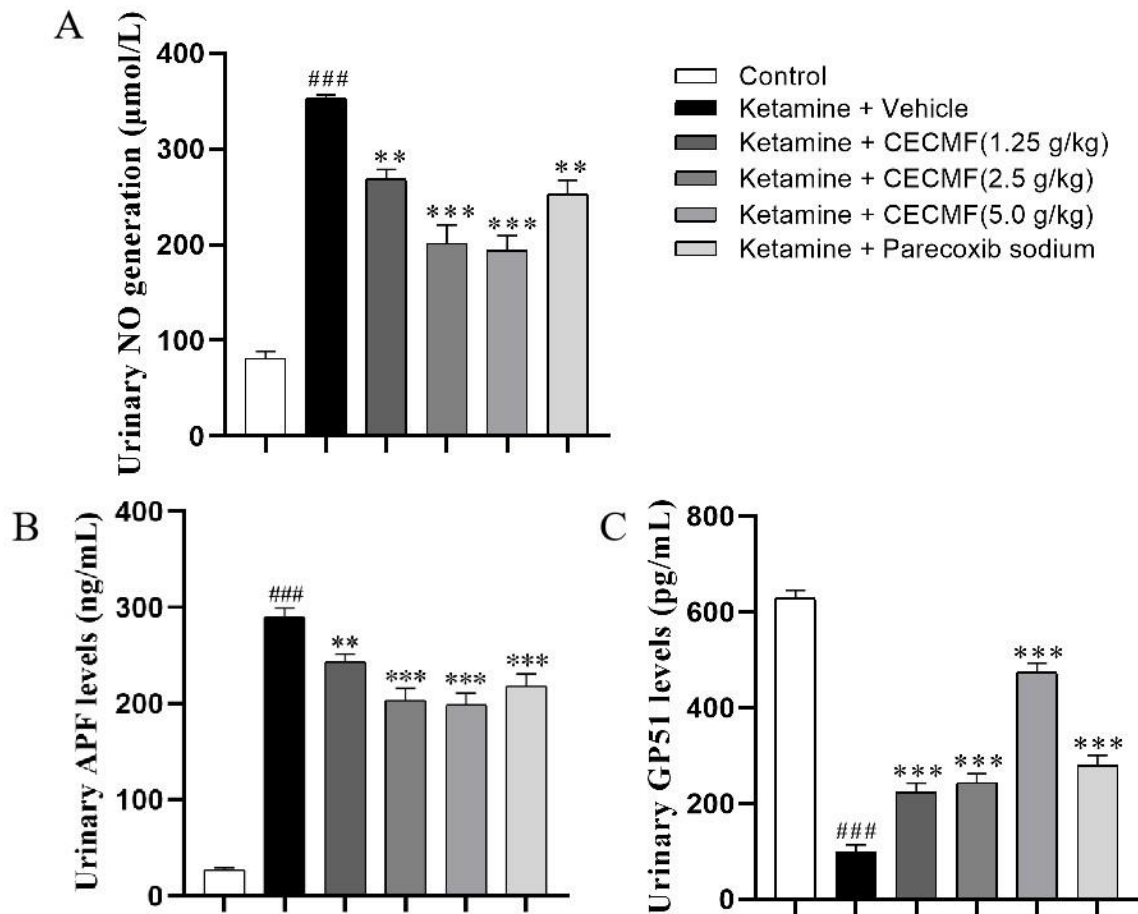 A
Urinary NO generation (μmol/L)
400
300
200
100
0
###
**
***
***
**
Control
Ketamine + Vehicle
Ketamine + CECMF(1.25 g/kg)
Ketamine + CECMF(2.5 g/kg)
Ketamine + CECMF(5.0 g/kg)
Ketamine + Parecoxib sodium
B
Urinary APF levels (ng/mL)
400
300
200
100
0
###
**
***
***
***
C
Urinary GP51 levels (pg/mL)
800
600
400
200
0
###
***
***
***
***